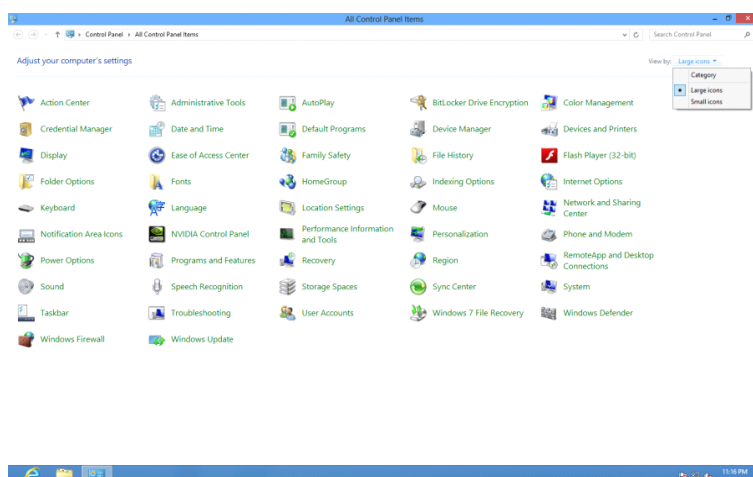 All Control Panel Items
Control Panel All Control Panel Items
Search Control Panel
Adjust your computer's settings
View by: Large icons
Category
Large icons
Small icons
Action Center
Administrative Tools
AutoPlay
BitLocker Drive Encryption
Color Management
Credential Manager
Date and Time
Default Programs
Device Manager
Devices and Printers
Display
Ease of Access Center
Family Safety
File History
Flash Player (32-bit)
Folder Options
Fonts
HomeGroup
Indexing Options
Internet Options
Keyboard
Language
Location Settings
Mouse
Network and Sharing
Center
Notification Area Icons
NVIDIA Control Panel
Performance Information
and Tools
Personalization
Phone and Modem
Power Options
Programs and Features
Recovery
Region
RemoteApp and Desktop
Connections
Sound
Speech Recognition
Storage Spaces
Sync Center
System
Taskbar
Troubleshooting
User Accounts
Windows 7 File Recovery
Windows Defender
Windows Firewall
Windows Update
11:16 PM